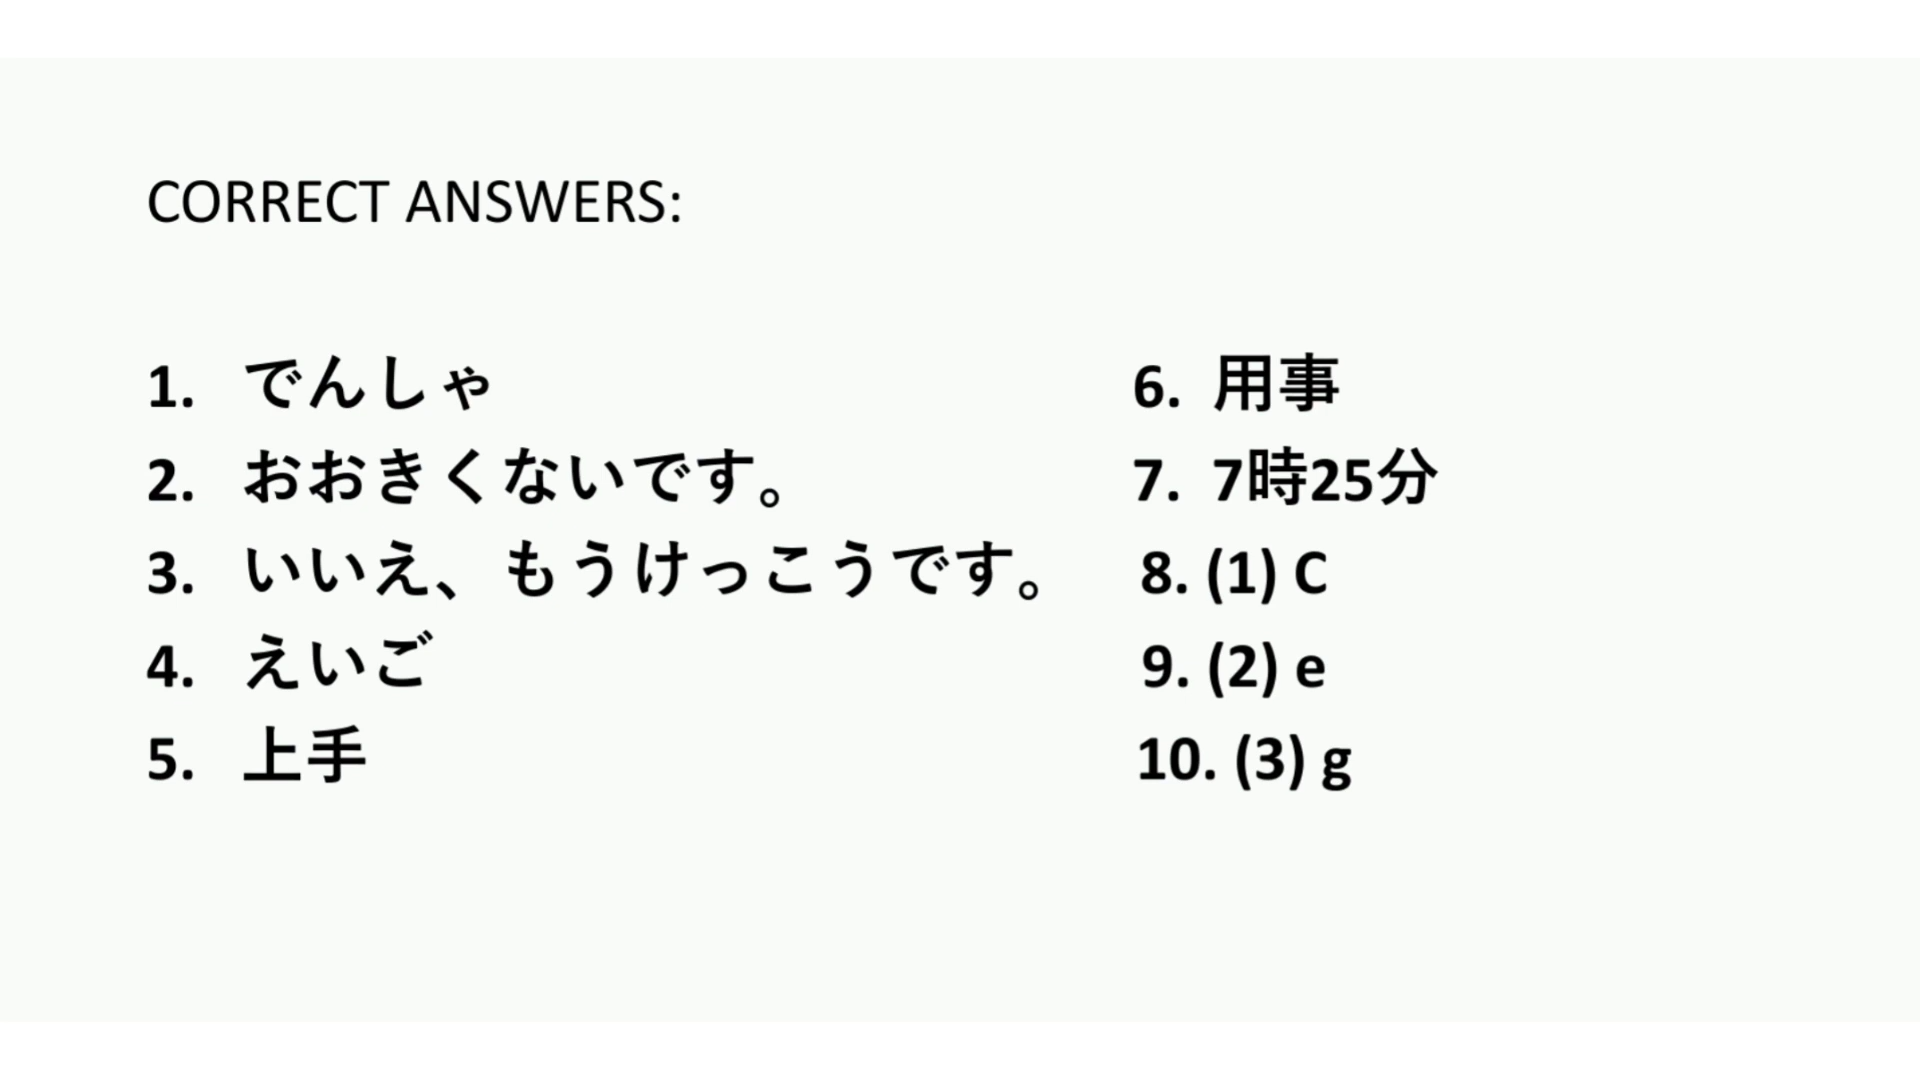 CORRECT ANSWERS:
1. でんしゃ
2. おおきくないです。
3. いいえ、もうけっこうです。
4. えいご
5. 上手
6. 用事
7. 7時25分
8. (1) C
9. (2) e
10. (3) g